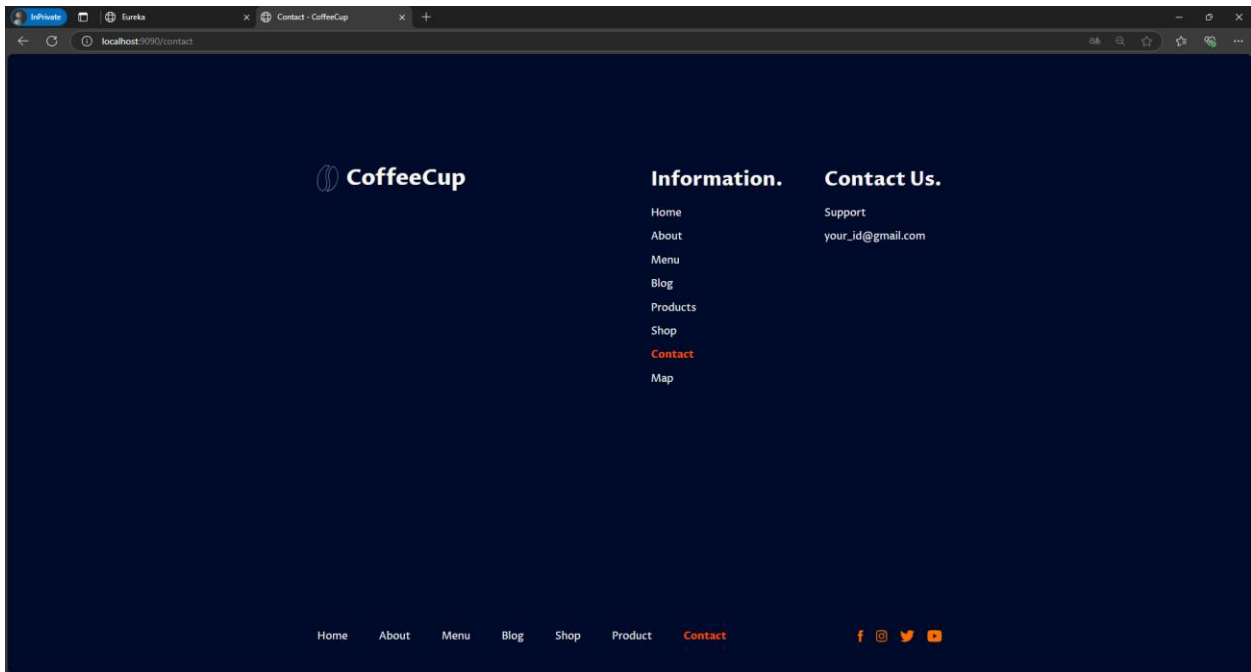 InPrivate Eureka Contact - CoffeeCup
localhost:9090/contact
CoffeeCup
Information.
Home
About
Menu
Blog
Products
Shop
Contact
Map
Contact Us.
Support
your_id@gmail.com
Home About Menu Blog Shop Product Contact